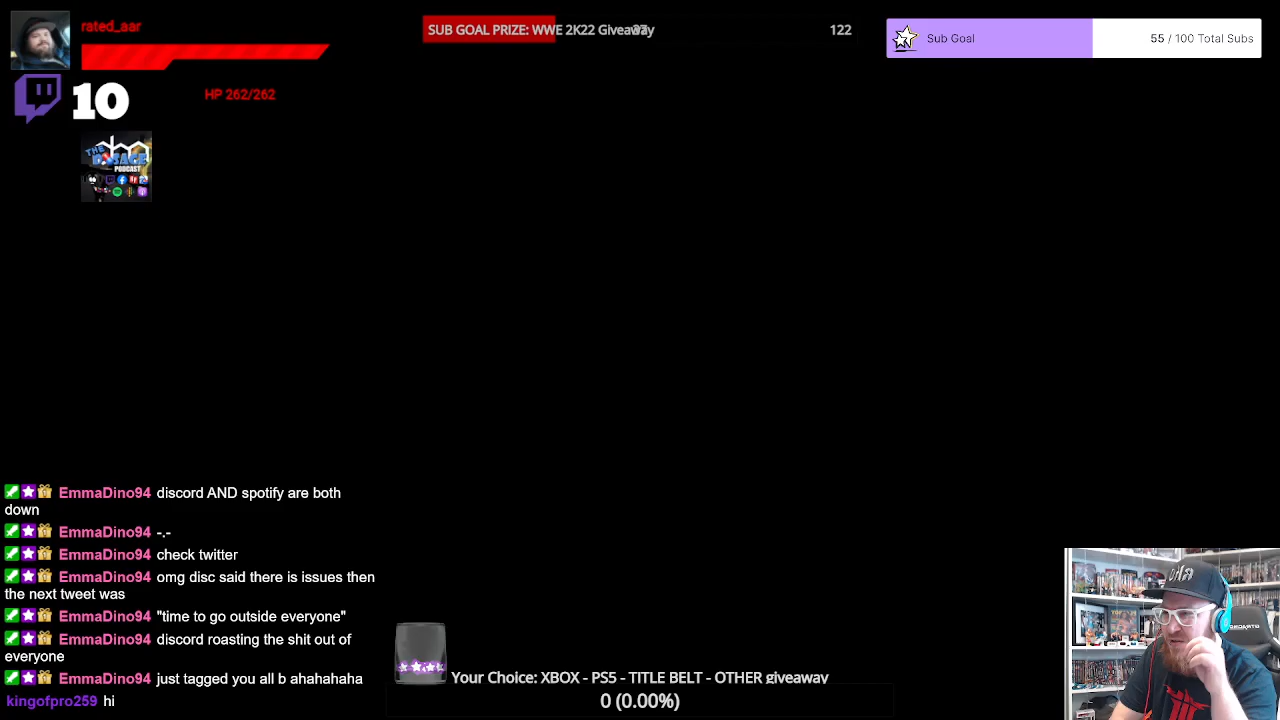 rated_aar
SUB GOAL PRIZE: WWE 2K22 Giveaway
122
Sub Goal
55 / 100 Total Subs
10
HP 262/262
THE
DOSAGE
PODCAST
EmmaDino94 discord AND spotify are both
down
EmmaDino94 -.-
EmmaDino94 check twitter
EmmaDino94 omg disc said there is issues then
the next tweet was
EmmaDino94 "time to go outside everyone"
EmmaDino94 discord roasting the shit out of
everyone
EmmaDino94 just tagged you all b ahahahaha
kingofpro259 hi
Your Choice: XBOX - PS5 - TITLE BELT - OTHER giveaway
0 (0.00%)